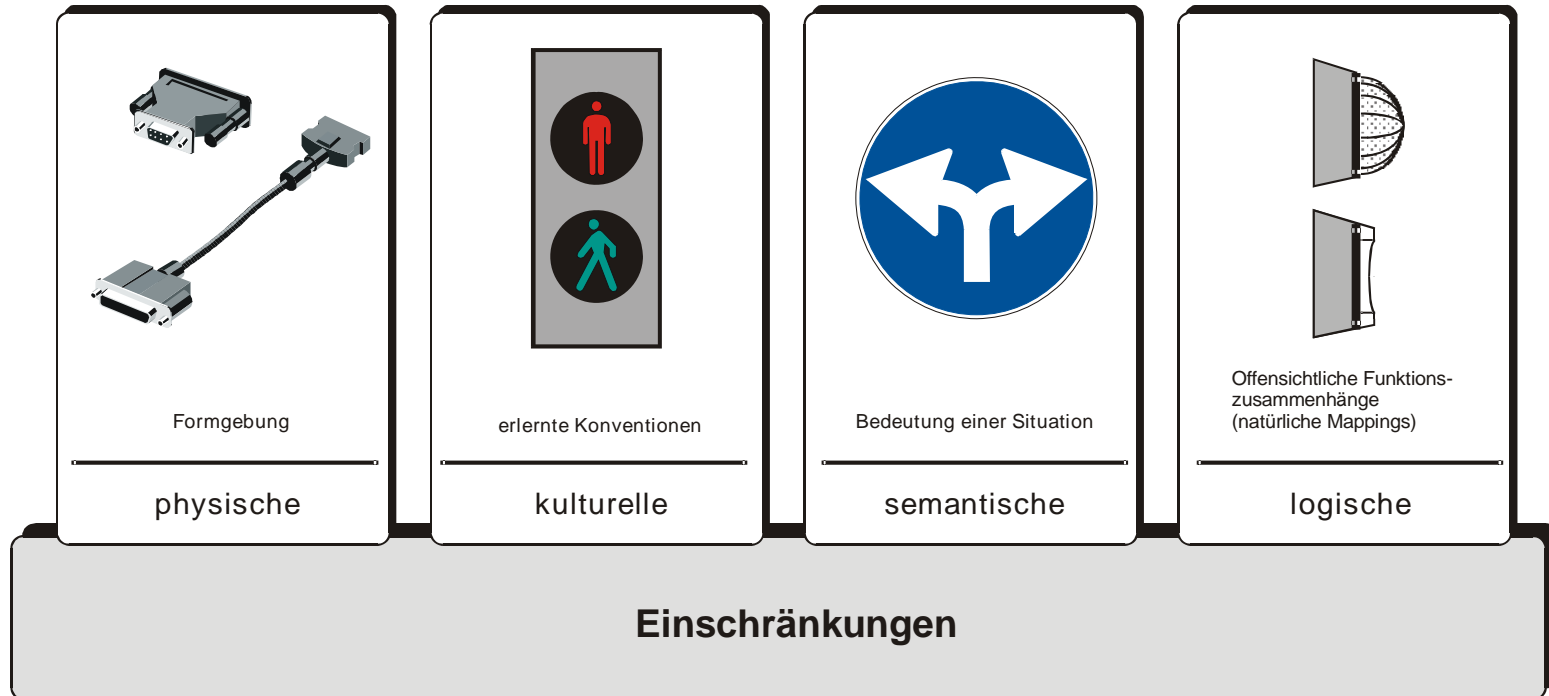 Formgebung
physische
erlernte Konventionen
kulturelle
Bedeutung einer Situation
semantische
Offensichtliche Funktions-
zusammenhänge
(natürliche Mappings)
logische
Einschränkungen